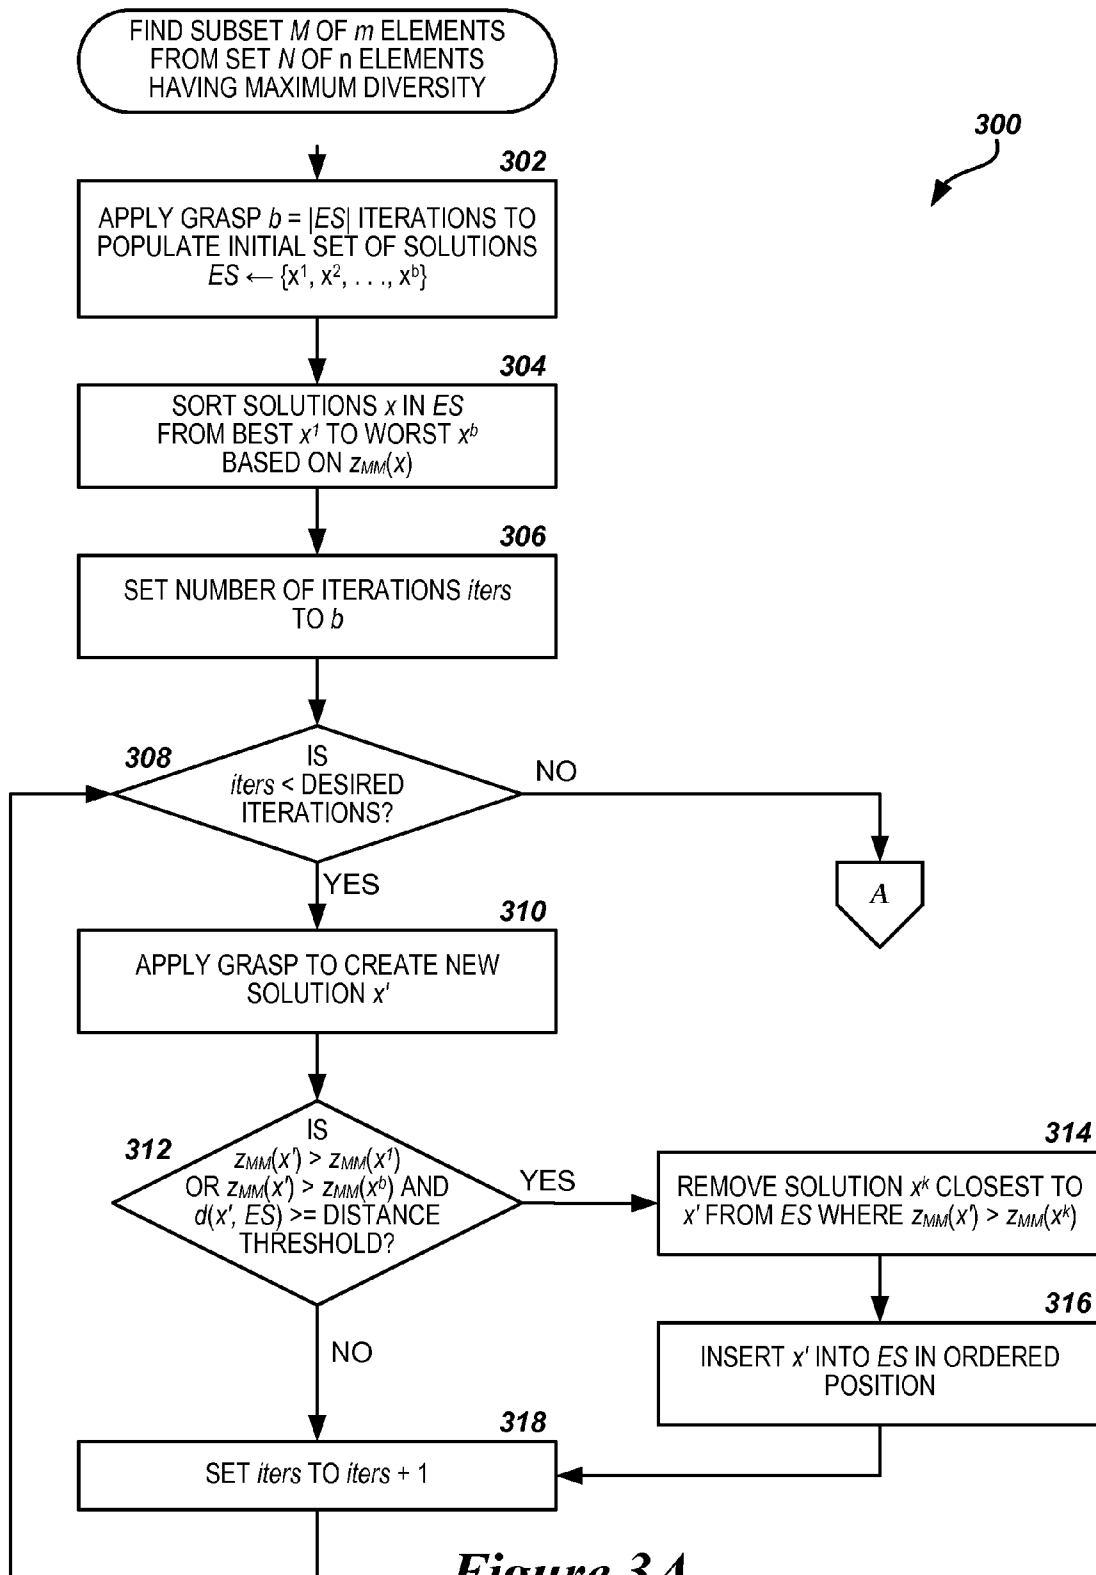 FIND SUBSET M OF m ELEMENTS
FROM SET N OF n ELEMENTS
HAVING MAXIMUM DIVERSITY
300
302
APPLY GRASP b = |ES| ITERATIONS TO
POPULATE INITIAL SET OF SOLUTIONS
ES ← {x¹, x², . . ., xᵇ}
304
SORT SOLUTIONS x IN ES
FROM BEST x¹ TO WORST xᵇ
BASED ON zMM(x)
306
SET NUMBER OF ITERATIONS iters
TO b
308
IS
iters < DESIRED
ITERATIONS?
NO
A
YES
310
APPLY GRASP TO CREATE NEW
SOLUTION x'
312
IS
zMM(x') > zMM(x¹)
OR zMM(x') > zMM(xᵇ) AND
d(x', ES) >= DISTANCE
THRESHOLD?
YES
314
REMOVE SOLUTION xᵏ CLOSEST TO
x' FROM ES WHERE zMM(x') > zMM(xᵏ)
316
INSERT x' INTO ES IN ORDERED
POSITION
NO
318
SET iters TO iters + 1
Figure 3A